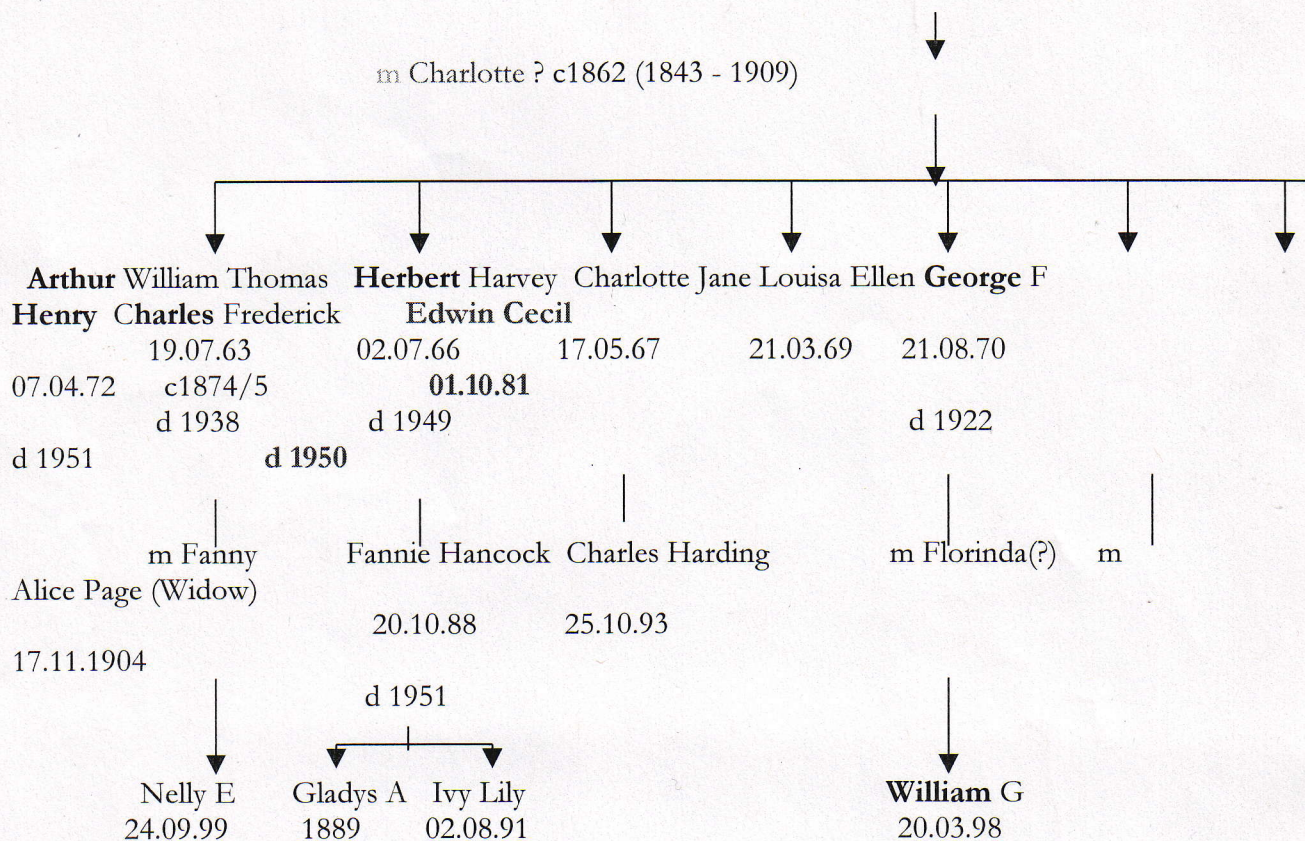 m Charlotte ? c1862 (1843 - 1909)
Arthur William Thomas Herbert Harvey Charlotte Jane Louisa Ellen George F
Henry Charles Frederick Edwin Cecil
19.07.63 02.07.66 17.05.67 21.03.69 21.08.70
07.04.72 c1874/5 01.10.81
d 1938 d 1949 d 1922
d 1951 d 1950
m Fanny Fannie Hancock Charles Harding m Florinda(?) m
Alice Page (Widow)
20.10.88 25.10.93
17.11.1904
d 1951
Nelly E Gladys A Ivy Lily William G
24.09.99 1889 02.08.91 20.03.98